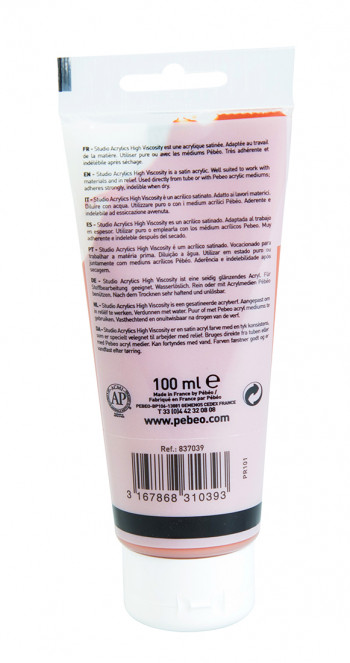 FR - Studio Acrylics High Viscosity est une acrylique satinée. Adaptée au travail
de la matière. Utiliser pure ou avec les médiums Pébéo. Très adhérente et
indélébile après séchage.
EN - Studio Acrylics High Viscosity is a satin acrylic. Well suited to work with
materials and in relief. Used directly from tube or with Pebeo acrylic mediums;
adheres strongly, indelible when dry.
IT - Studio Acrylics High Viscosity è un acrilico satinato. Adatto ai lavori materici.
Diluire con acqua. Utilizzare puro o con i medium acrilici Pébéo. Aderente e
indelebile ad essiccazione avvenuta.
ES - Studio Acrylics High Viscosity es un acrílico satinado. Adaptada al trabajo
en espesor. Utilizar puro o emplearla con los médiums acrílicos Pebeo. Muy
adherente e indeleble después del secado.
PT - Studio Acrylics High Viscosity é acrílico satinado. Vocacionado para
trabalhar a matéria prima. Diluição à água. Utilizar em estado puro ou
juntamente com médiuns acrílicos Pébéo. Aderência e indelebilidade após
secagem.
DE - Studio Acrylics High Viscosity ist eine seidig glänzendes Acryl. Für
Stoffbearbeitung geeignet. Wasserlöslich. Rein oder mit Acrylmedien Pébéo
benutzen. Nach dem Trocknen sehr haftend und unlösbar.
NL - Studio Acrylics High Viscosity is een gesatineerde acrylverf. Aangepast om
in reliëf te werken. Verdunnen met water. Puur of met Pebeo acryl mediums te
gebruiken. Vasthechtend en onuitwisbaar na drogen van de verf.
DA - Studio Acrylics High Viscosity er en satin acryl farve med en tyk konsistens,
som er specielt velegnet til arbejder med relief. Bruges direkte fra tuben eller
med Pebeo acryl medier. Kan fortyndes med vand. Farven fæstner godt og er
vandfast efter tørring.
ACMI
AP
100 ml e
Made in France by Pébéo /
Fabriqué en France par Pébéo
PEBEO-BP106-13881 GEMENOS CEDEX FRANCE
T 33 (0)4 42 32 08 08
www.pebeo.com
Ref.: 837039
3 167868 310393
PR101